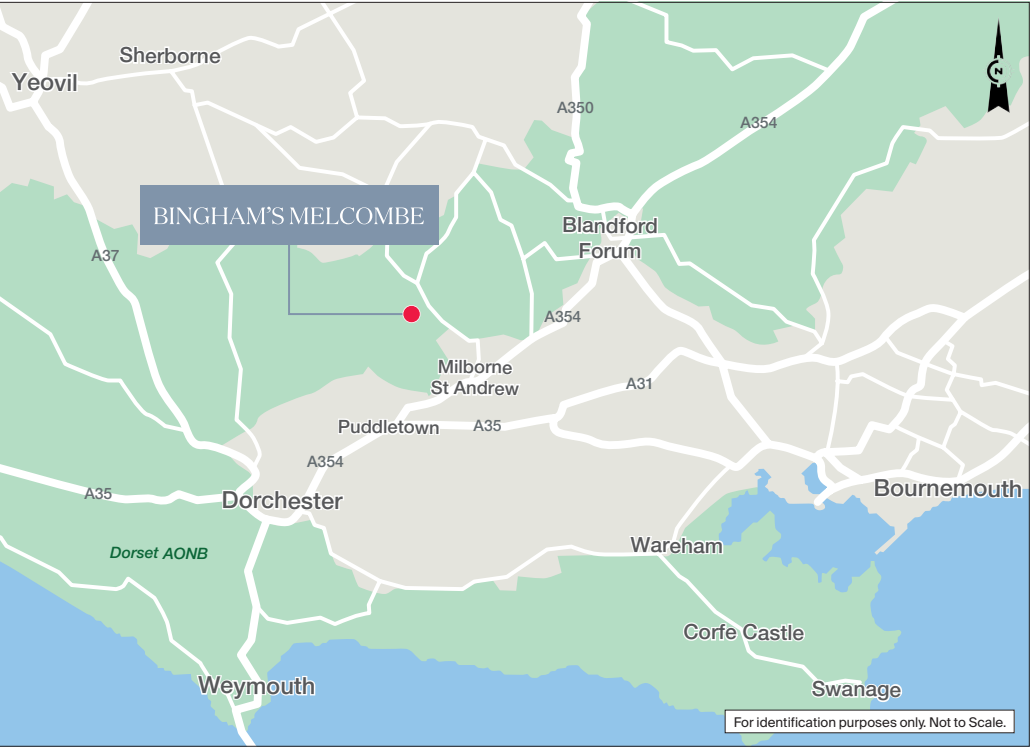 Sherborne
Yeovil
N
A350
A354
BINGHAM'S MELCOMBE
Blandford
Forum
A37
A354
Milborne
St Andrew
A31
Puddletown
A35
A354
A35
Dorchester
Bournemouth
Dorset AONB
Wareham
Corfe Castle
Weymouth
Swanage
For identification purposes only. Not to Scale.